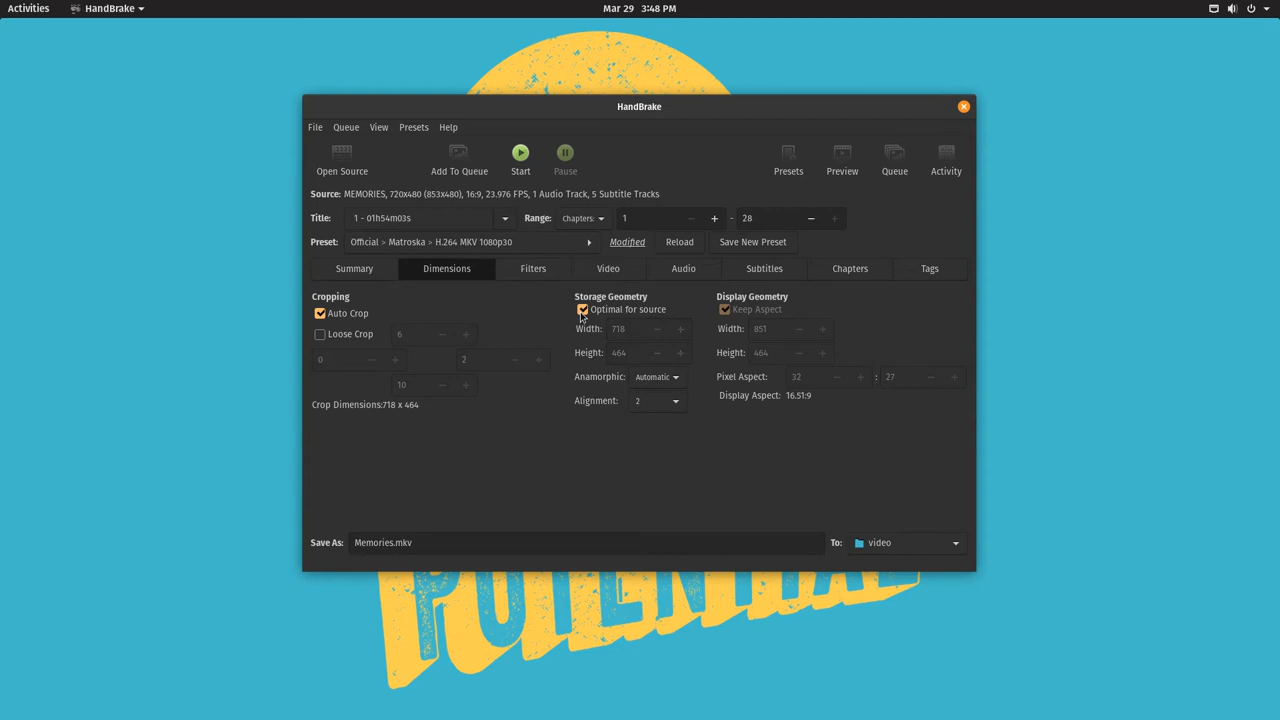 Activities HandBrake Mar 29 3:48 PM
HandBrake
File Queue View Presets Help
Open Source Add To Queue Start Pause Presets Preview Queue Activity
Source: MEMORIES, 720x480 (853x480), 16:9, 23.976 FPS, 1 Audio Track, 5 Subtitle Tracks
Title: 1 - 01h54m03s Range: Chapters: 1 - + - 28 - +
Preset: Official > Matroska > H.264 MKV 1080p30 Modified Reload Save New Preset
Summary Dimensions Filters Video Audio Subtitles Chapters Tags
Cropping Storage Geometry Display Geometry
Auto Crop Optimal for source Keep Aspect
Loose Crop 6 - + Width: 718 - + Width: 851 - +
0 - + 2 - + Height: 464 - + Height: 464 - +
10 - + Anamorphic: Automatic Pixel Aspect: 32 - + : 27 - +
Crop Dimensions:718 x 464 Alignment: 2 Display Aspect: 16.51:9
Save As: Memories.mkv To: video
POTENTIAL